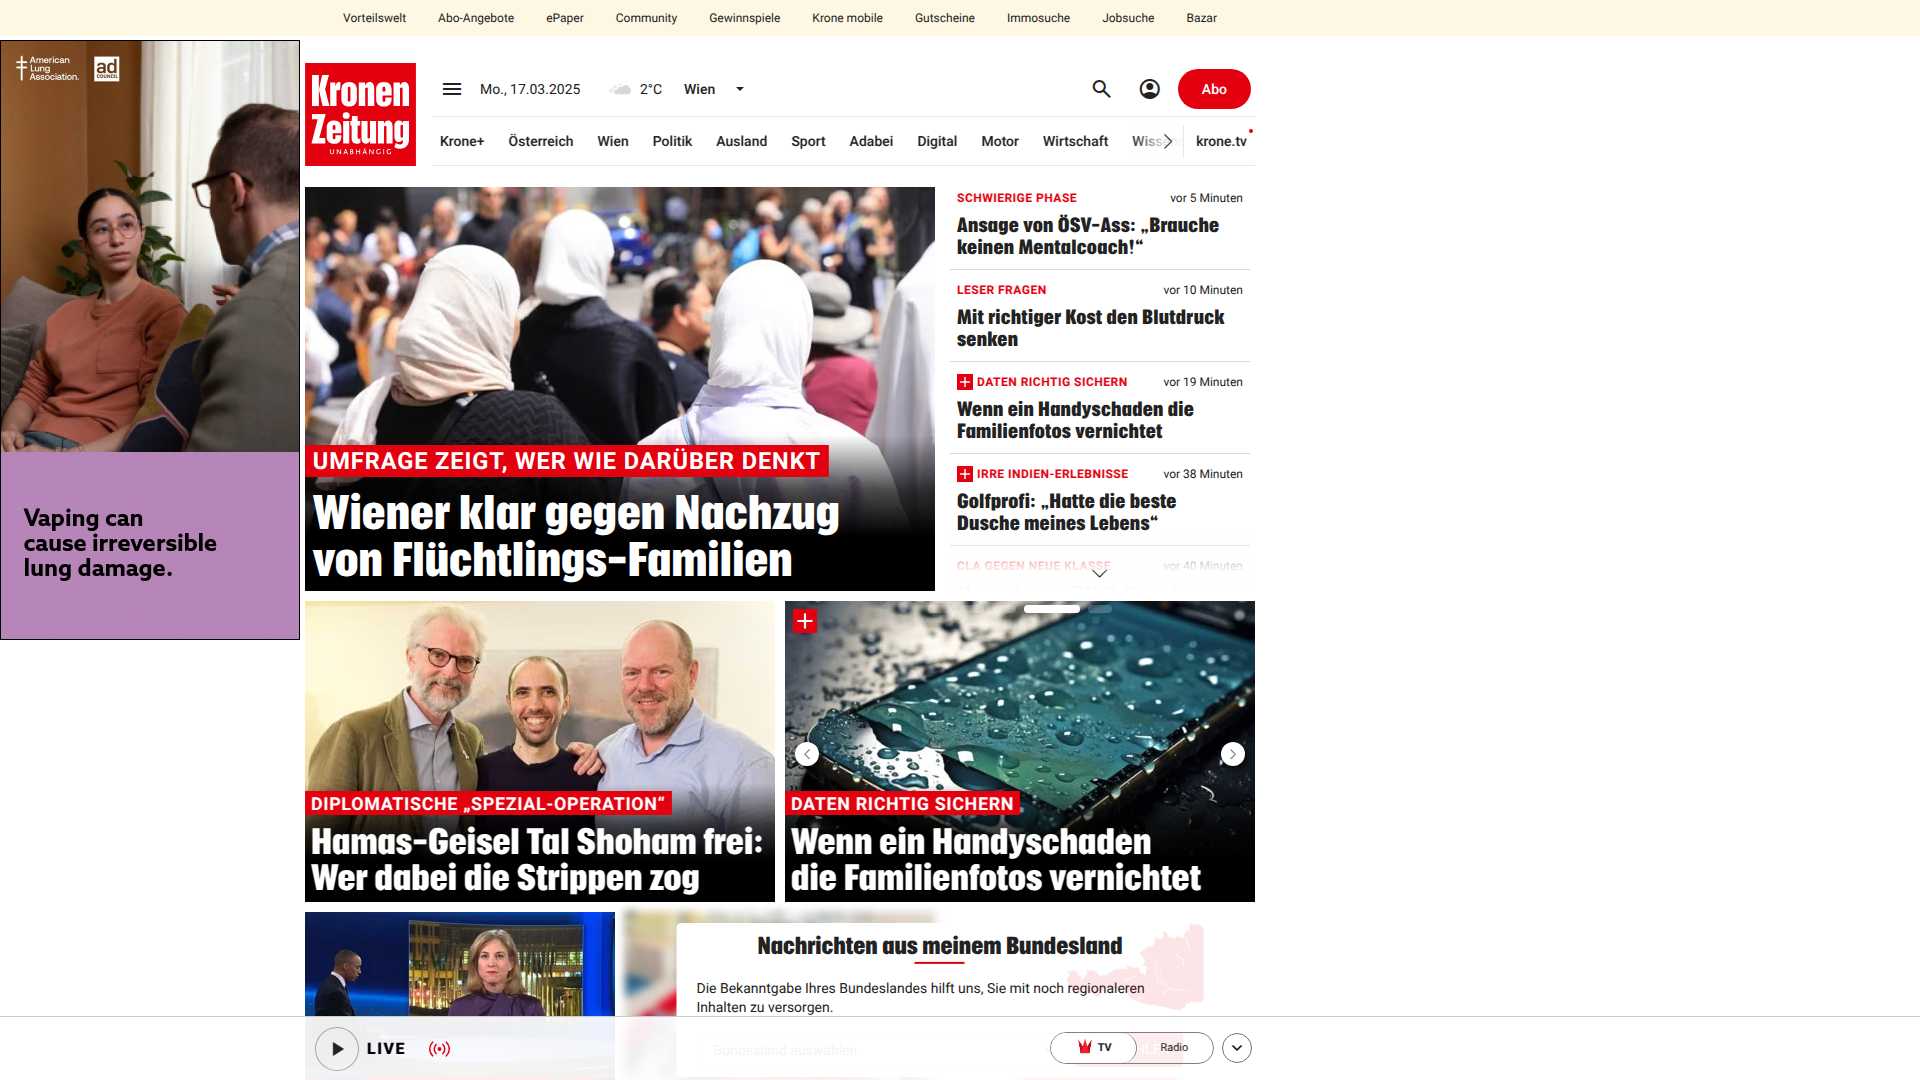 Vorteilswelt Abo-Angebote ePaper Community Gewinnspiele Krone mobile Gutscheine Immosuche Jobsuche Bazar
American
Lung
Association.
ad
COUNCIL
Kronen
Zeitung
UNABHÄNGIG
Mo., 17.03.2025 2°C Wien Abo
Krone+ Österreich Wien Politik Ausland Sport Adabei Digital Motor Wirtschaft krone.tv
Vaping can
cause irreversible
lung damage.
UMFRAGE ZEIGT, WER WIE DARÜBER DENKT
Wiener klar gegen Nachzug
von Flüchtlings-Familien
SCHWIERIGE PHASE vor 5 Minuten
Ansage von ÖSV-Ass: „Brauche
keinen Mentalcoach!“
LESER FRAGEN vor 10 Minuten
Mit richtiger Kost den Blutdruck
senken
DATEN RICHTIG SICHERN vor 19 Minuten
Wenn ein Handyschaden die
Familienfotos vernichtet
IRRE INDIEN-ERLEBNISSE vor 38 Minuten
Golfprofi: „Hatte die beste
Dusche meines Lebens“
CLA GEGEN NEUE KLASSE vor 40 Minuten
DIPLOMATISCHE „SPEZIAL-OPERATION“
Hamas-Geisel Tal Shoham frei:
Wer dabei die Strippen zog
DATEN RICHTIG SICHERN
Wenn ein Handyschaden
die Familienfotos vernichtet
Nachrichten aus meinem Bundesland
Die Bekanntgabe Ihres Bundeslandes hilft uns, Sie mit noch regionaleren
Inhalten zu versorgen.
Bundesland auswählen
LIVE TV Radio